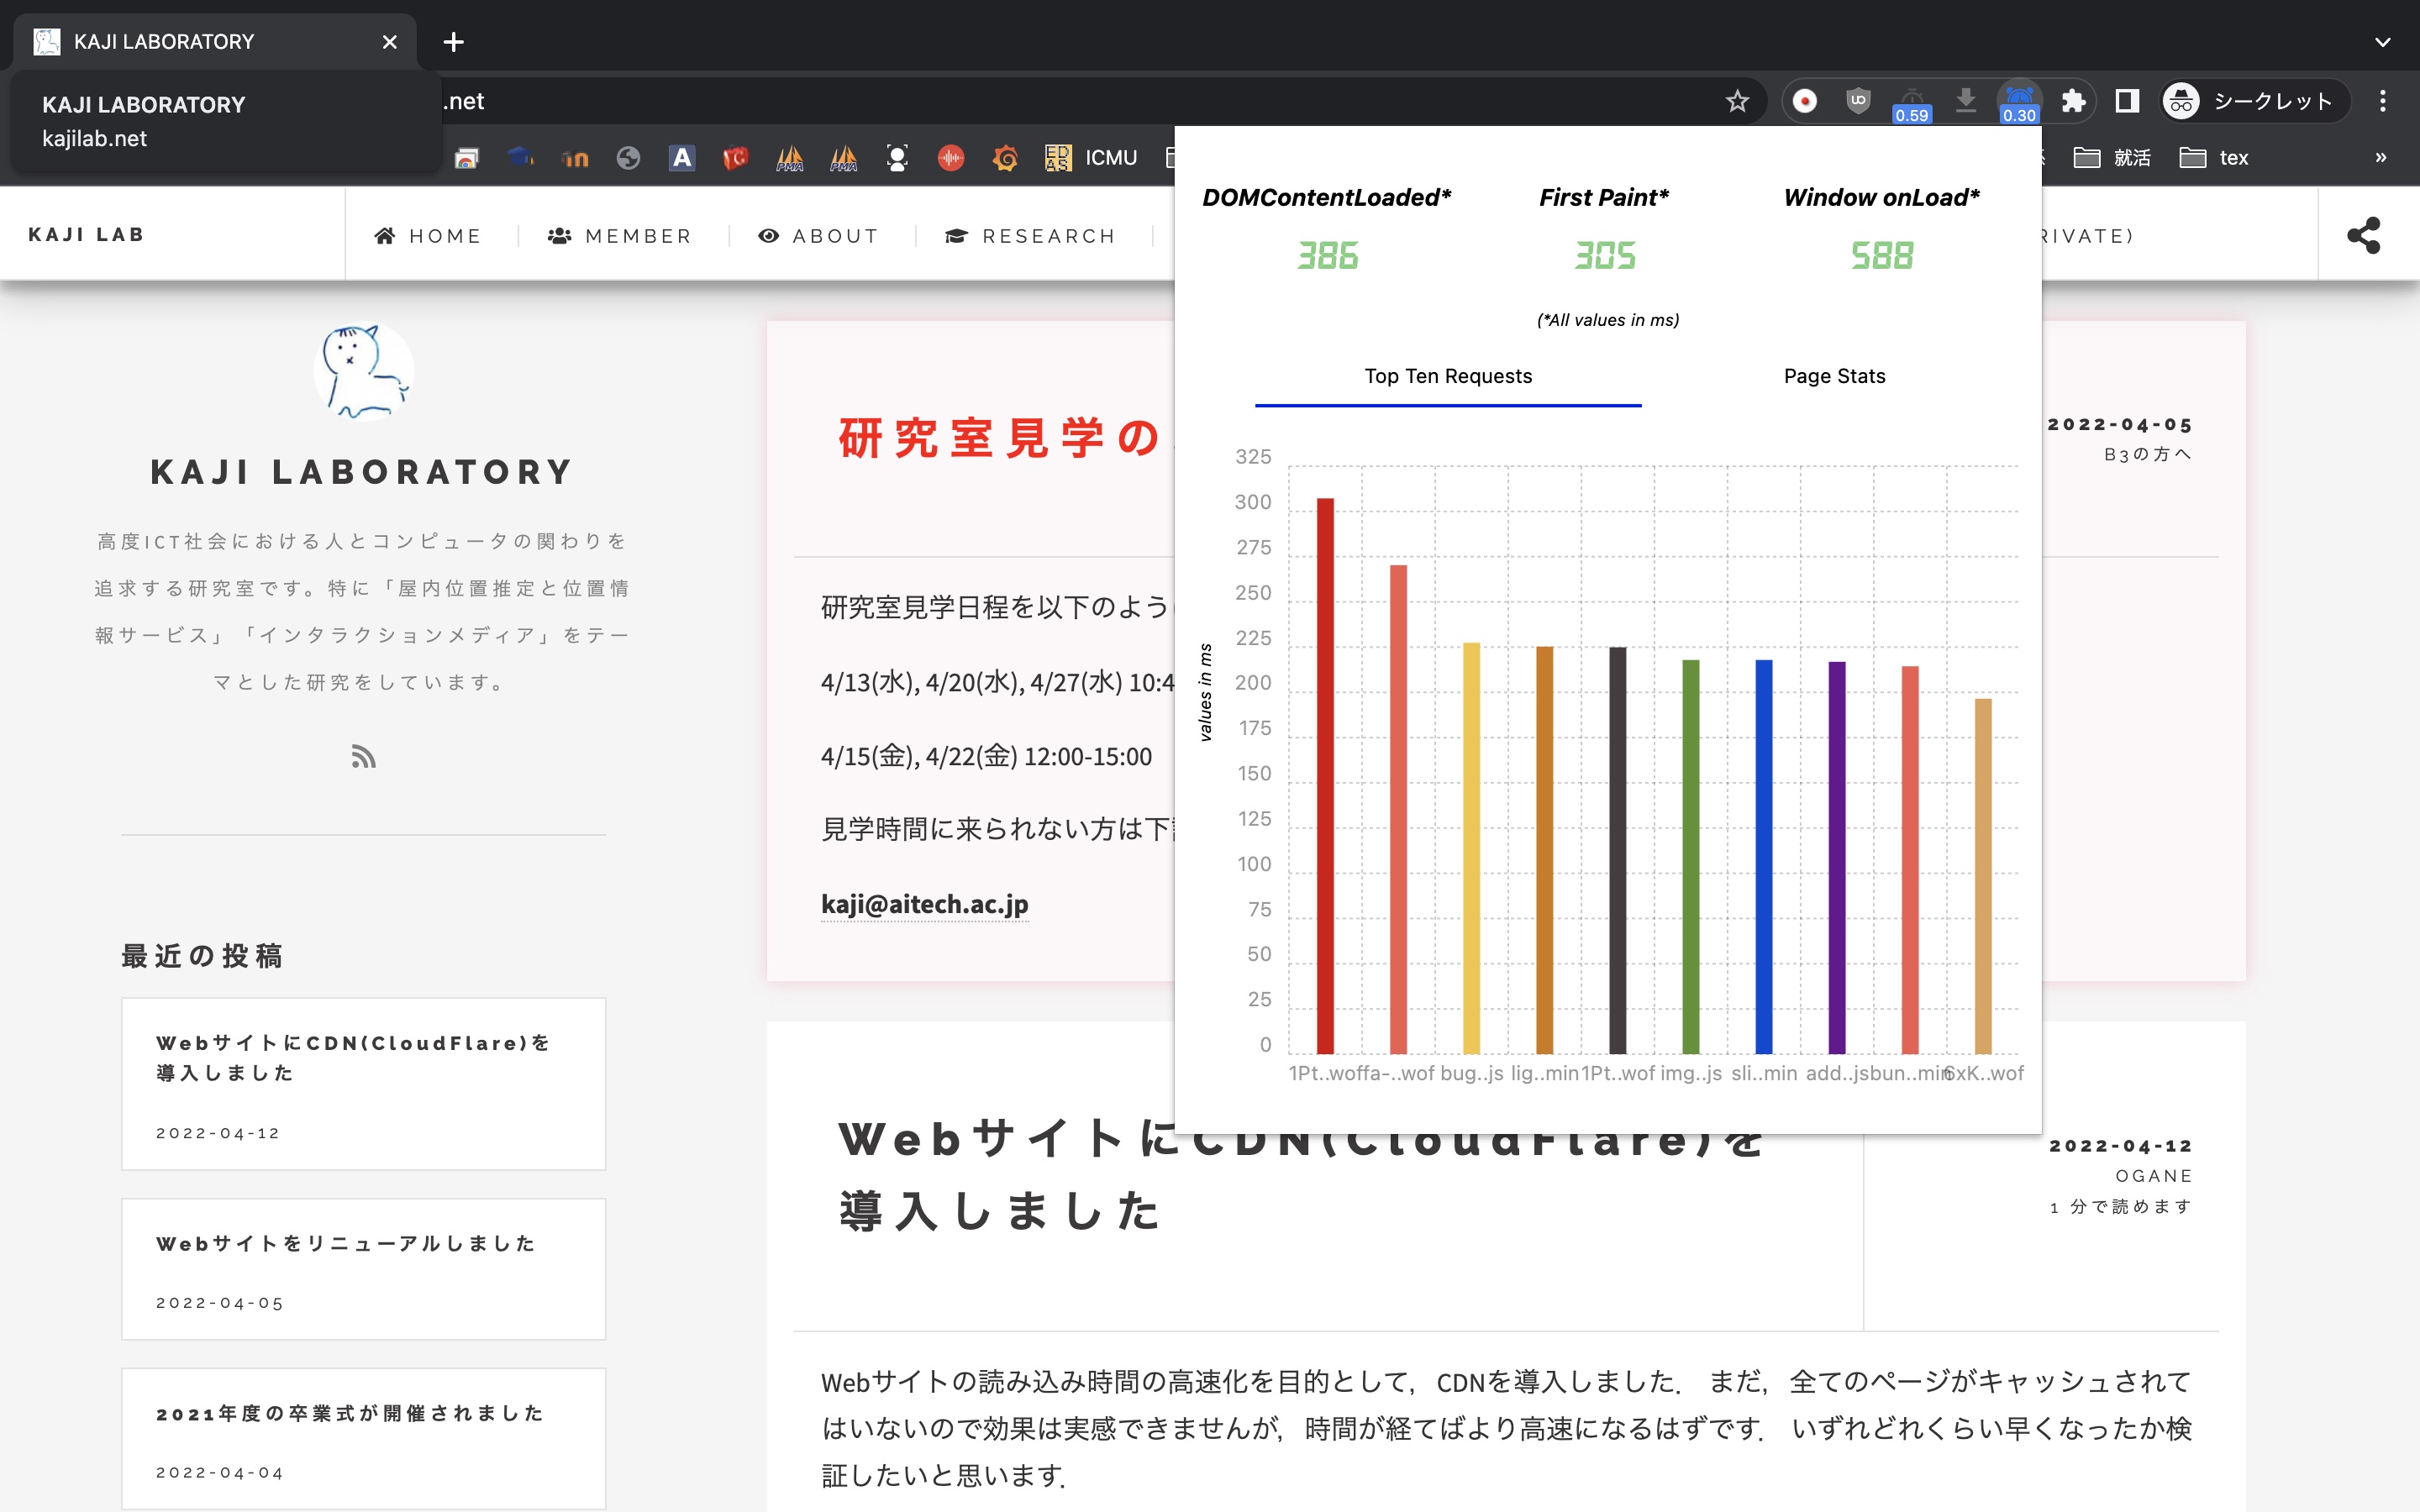 KAJI LABORATORY
KAJI LABORATORY
kajilab.net
.net
0.59
0.30
シークレット
EDAS
ICMU
就活
tex
»
KAJI LAB
HOME
MEMBER
ABOUT
RESEARCH
RIVATE)
DOMContentLoaded*
First Paint*
Window onLoad*
386
305
588
(*All values in ms)
Top Ten Requests
Page Stats
values in ms
325
300
275
250
225
200
175
150
125
100
75
50
25
0
1Pt..wof
fa-..wof
bug..js
lig..min
1Pt..wof
img..js
sli..min
add..js
bun..min
6xK..wof
KAJI LABORATORY
高度ICT社会における人とコンピュータの関わりを
追求する研究室です。特に「屋内位置推定と位置情
報サービス」「インタラクションメディア」をテー
マとした研究をしています。
最近の投稿
WebサイトにCDN(CloudFlare)を
導入しました
2022-04-12
Webサイトをリニューアルしました
2022-04-05
2021年度の卒業式が開催されました
2022-04-04
研究室見学の
2022-04-05
B3の方へ
研究室見学日程を以下のよう
4/13(水), 4/20(水), 4/27(水) 10:4
4/15(金), 4/22(金) 12:00-15:00
見学時間に来られない方は下
kaji@aitech.ac.jp
WebサイトにCDN(CloudFlare)を
導入しました
2022-04-12
OGANE
1 分で読めます
Webサイトの読み込み時間の高速化を目的として，CDNを導入しました． まだ，全てのページがキャッシュされて
はいないので効果は実感できませんが，時間が経てばより高速になるはずです． いずれどれくらい早くなったか検
証したいと思います．